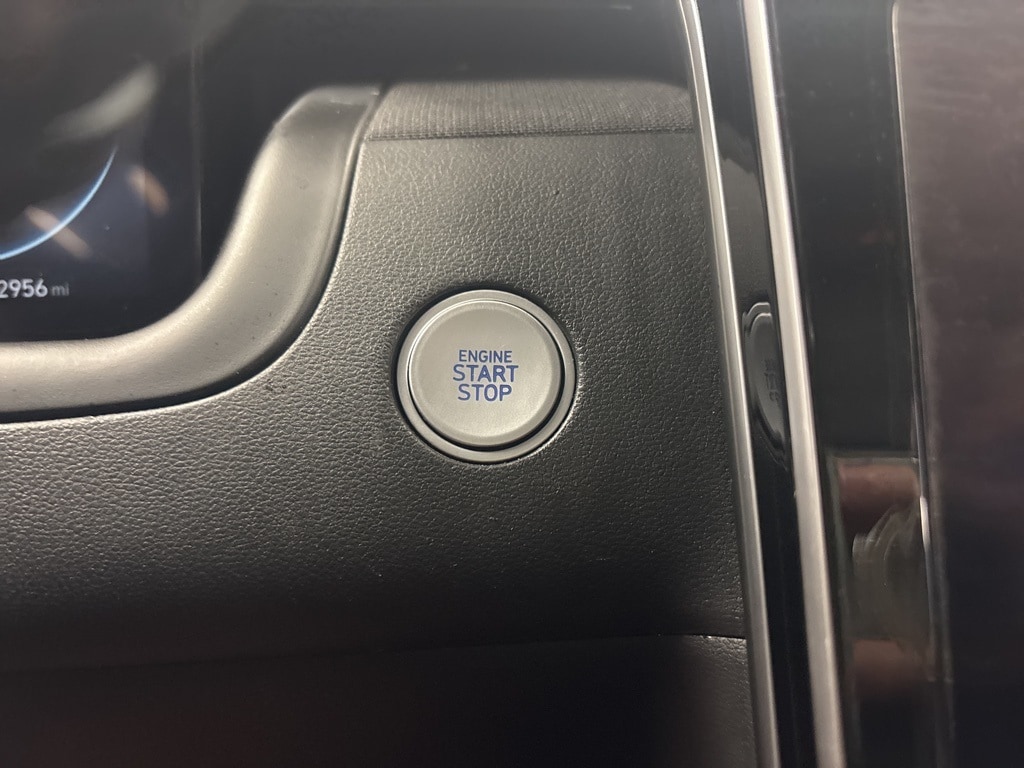 2956 mi
ENGINE
START
STOP